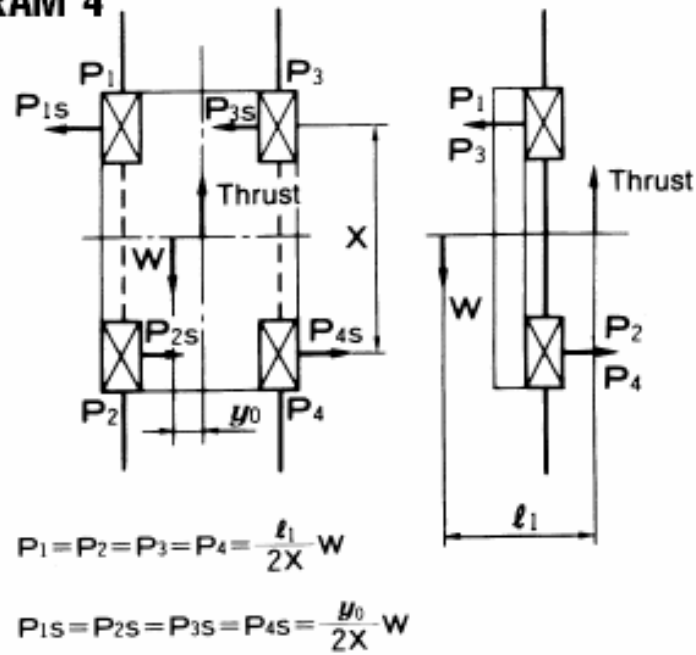 RAM 4
P1 P3
P1s P3s
Thrust
W X
P2s P4s
P2 y0 P4
P1
P3
Thrust
W
P2
P4
ℓ1
P1=P2=P3=P4= ℓ1/2X W
P1s=P2s=P3s=P4s= y0/2X W